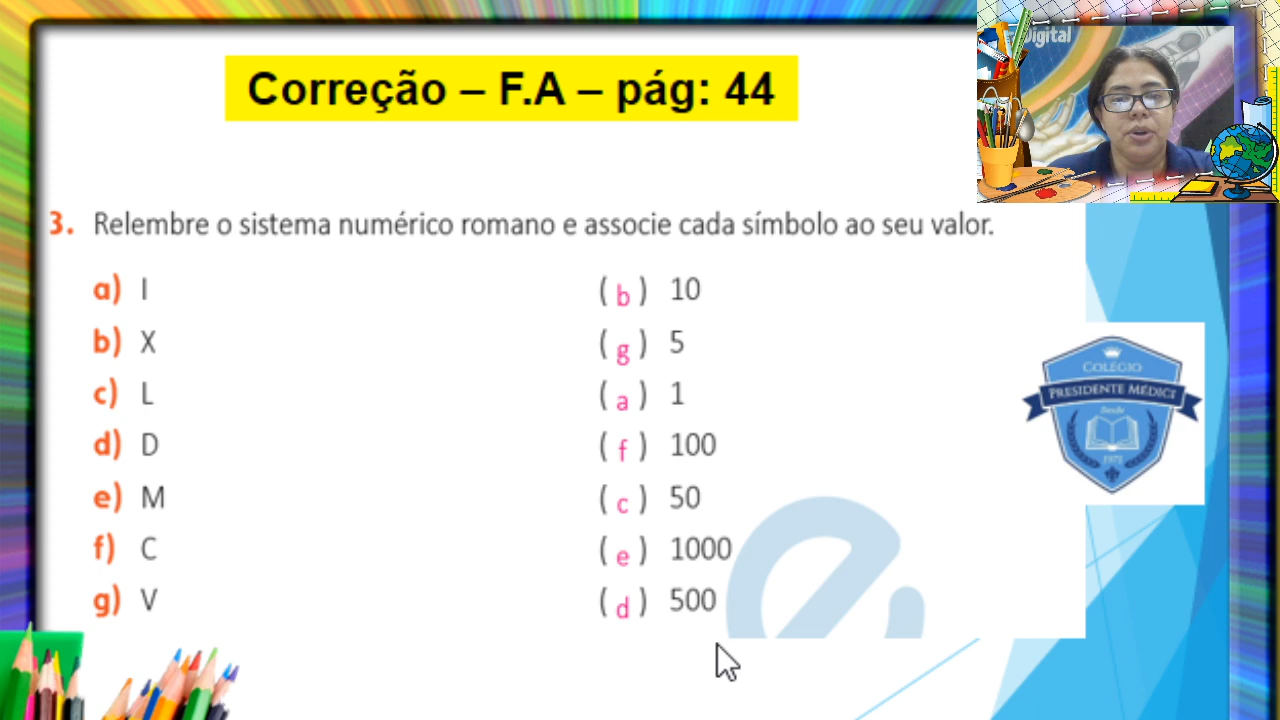 Digital
Correção – F.A – pág: 44
3. Relembre o sistema numérico romano e associe cada símbolo ao seu valor.
a) I ( b ) 10
b) X ( g ) 5
c) L ( a ) 1
d) D ( f ) 100
e) M ( c ) 50
f) C ( e ) 1000
g) V ( d ) 500
COLÉGIO
PRESIDENTE MÉDICI
Desde
1971